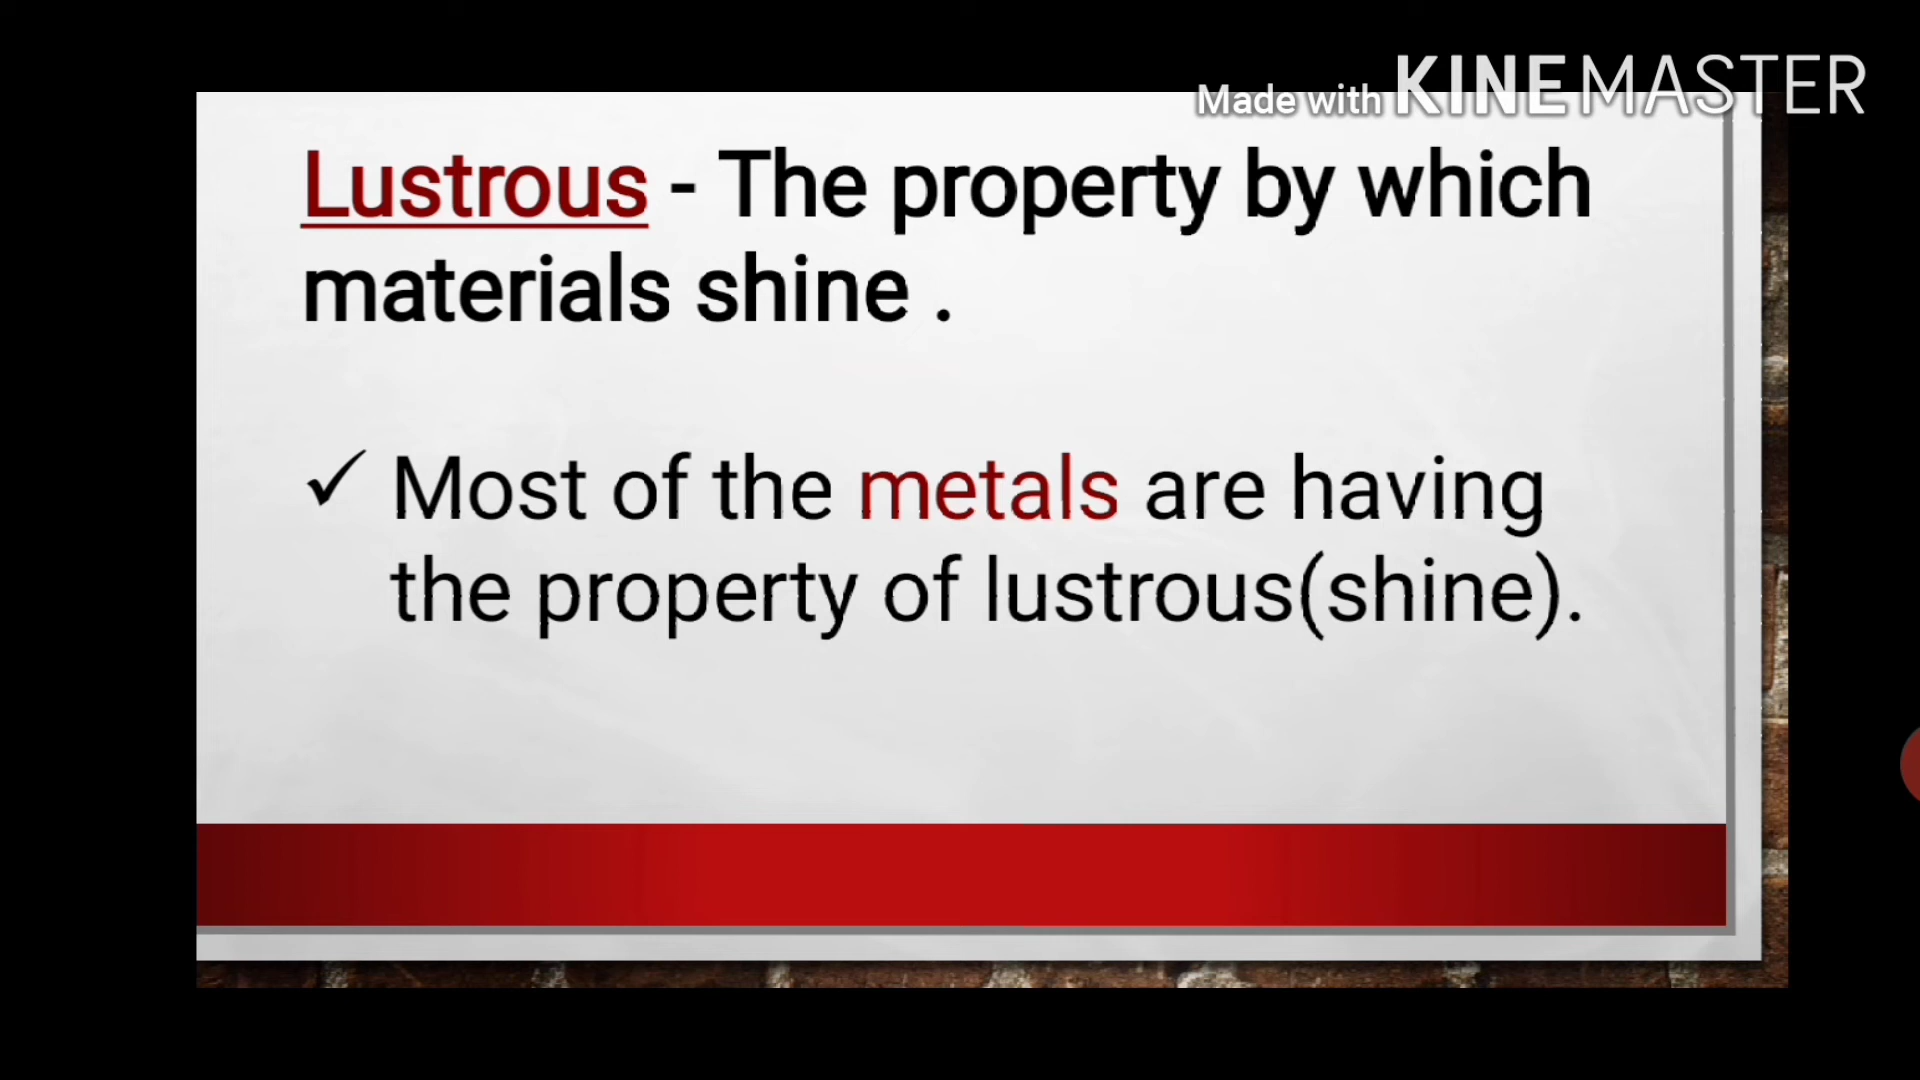 Made with KINEMASTER
Lustrous - The property by which
materials shine .
✓ Most of the metals are having
the property of lustrous(shine).